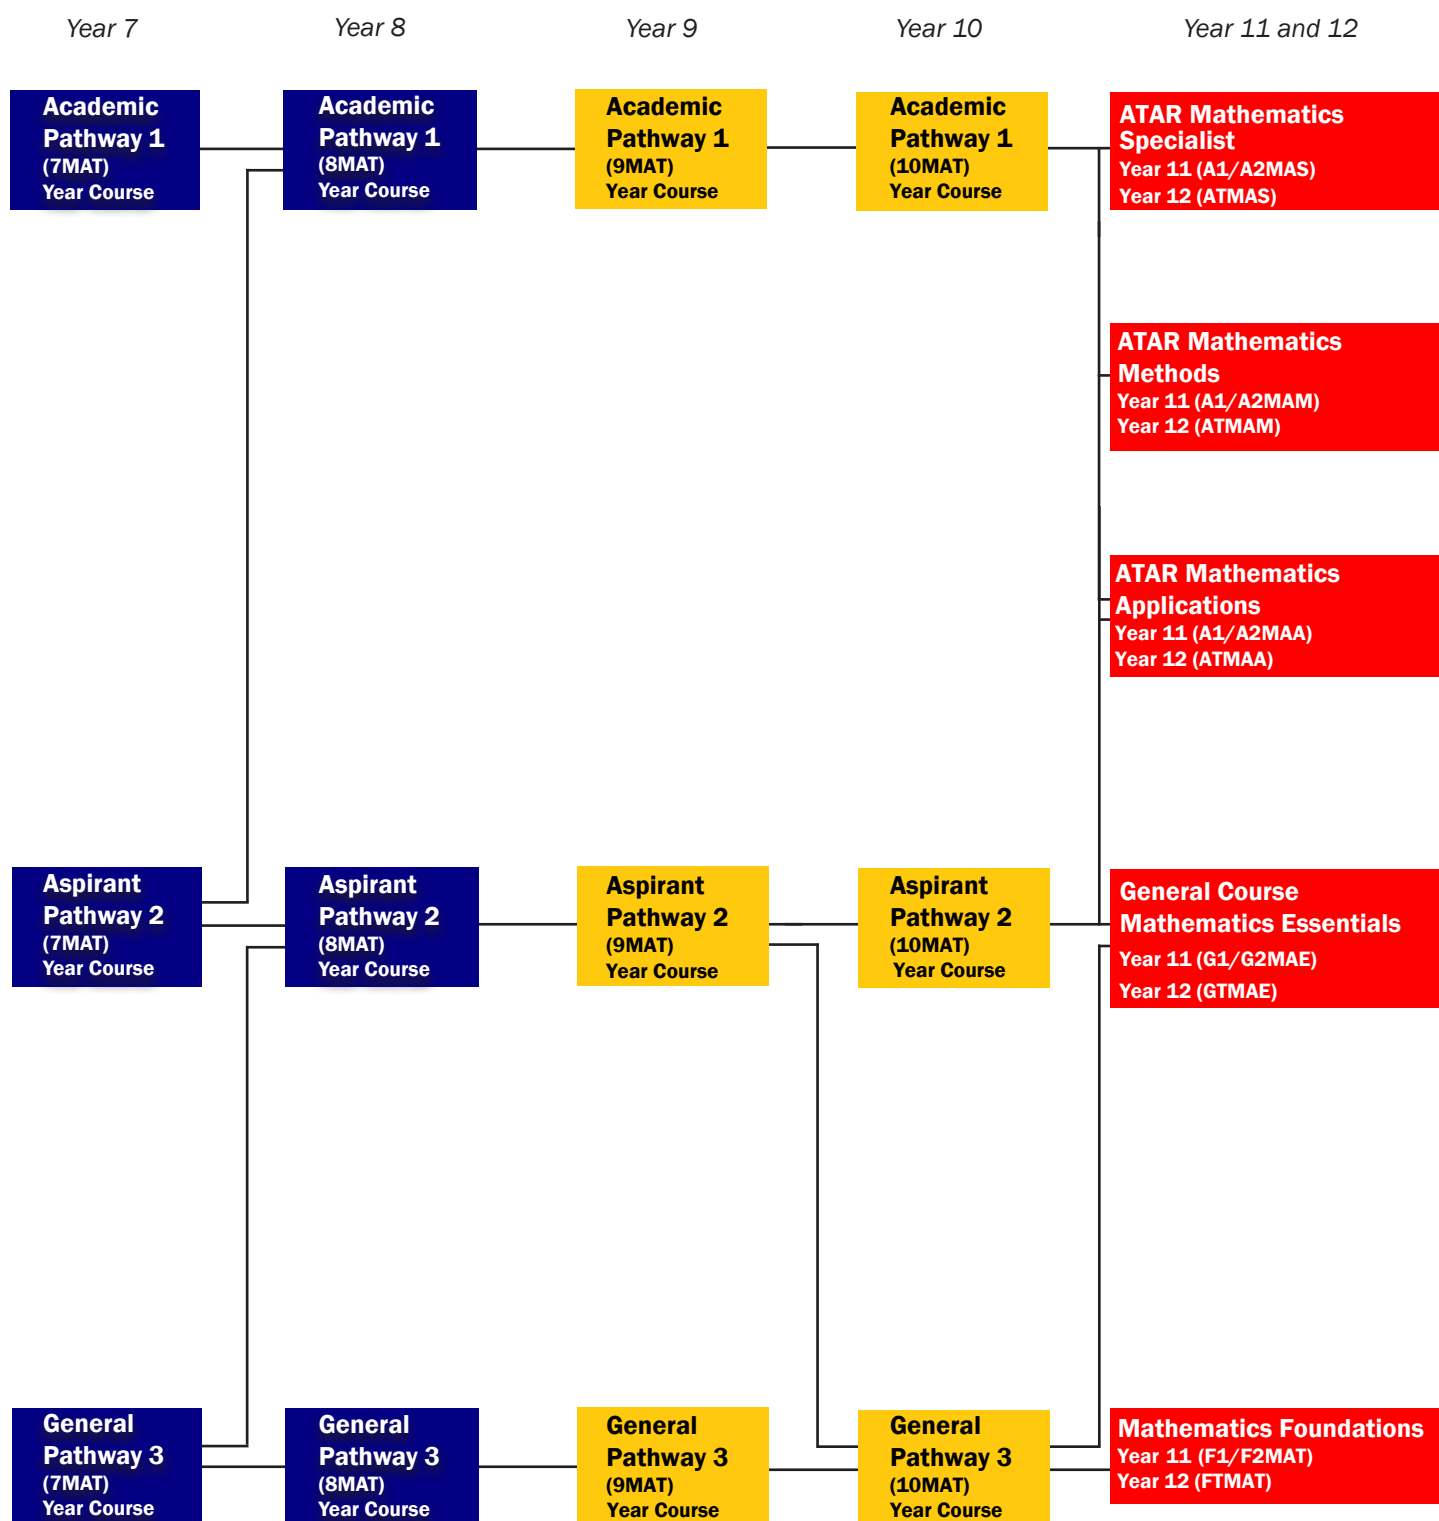 Year 7
Year 8
Year 9
Year 10
Year 11 and 12
Academic
Pathway 1
(7MAT)
Year Course
Academic
Pathway 1
(8MAT)
Year Course
Academic
Pathway 1
(9MAT)
Year Course
Academic
Pathway 1
(10MAT)
Year Course
ATAR Mathematics
Specialist
Year 11 (A1/A2MAS)
Year 12 (ATMAS)
ATAR Mathematics
Methods
Year 11 (A1/A2MAM)
Year 12 (ATMAM)
ATAR Mathematics
Applications
Year 11 (A1/A2MAA)
Year 12 (ATMAA)
Aspirant
Pathway 2
(7MAT)
Year Course
Aspirant
Pathway 2
(8MAT)
Year Course
Aspirant
Pathway 2
(9MAT)
Year Course
Aspirant
Pathway 2
(10MAT)
Year Course
General Course
Mathematics Essentials
Year 11 (G1/G2MAE)
Year 12 (GTMAE)
General
Pathway 3
(7MAT)
Year Course
General
Pathway 3
(8MAT)
Year Course
General
Pathway 3
(9MAT)
Year Course
General
Pathway 3
(10MAT)
Year Course
Mathematics Foundations
Year 11 (F1/F2MAT)
Year 12 (FTMAT)